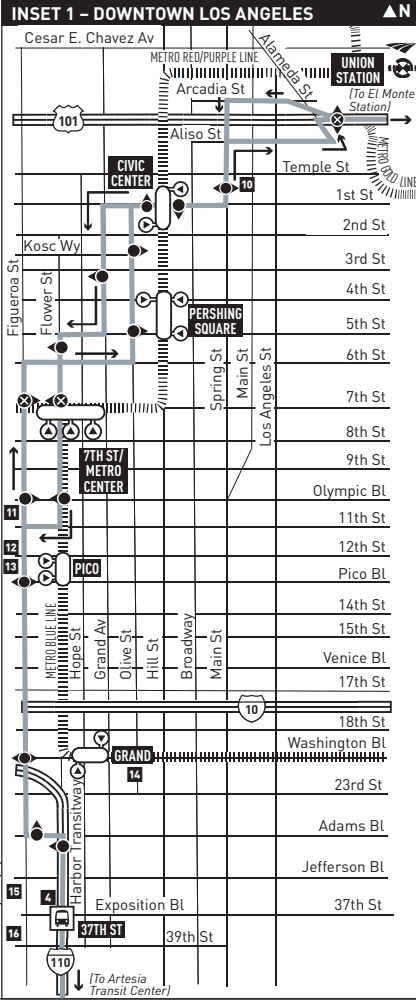 INSET 1 – DOWNTOWN LOS ANGELES
N
Cesar E. Chavez Av
METRO RED/PURPLE LINE
Alameda St
UNION
STATION
(To El Monte
Station)
Arcadia St
101
Aliso St
METRO GOLD LINE
CIVIC
CENTER
Temple St
10
1st St
2nd St
Kosc Wy
3rd St
Figueroa St
Flower St
4th St
PERSHING
SQUARE
5th St
6th St
Spring St
Main St
Los Angeles St
7th St
8th St
7TH ST/
METRO
CENTER
9th St
Olympic Bl
11
11th St
12
12th St
13
PICO
Pico Bl
14th St
METRO BLUE LINE
Hope St
Grand Av
Olive St
Hill St
Broadway
Main St
15th St
Venice Bl
17th St
10
18th St
Washington Bl
GRAND
14
23rd St
Harbor Transitway
Adams Bl
Jefferson Bl
15
4
Exposition Bl
37th St
37TH ST
16
39th St
110
(To Artesia
Transit Center)